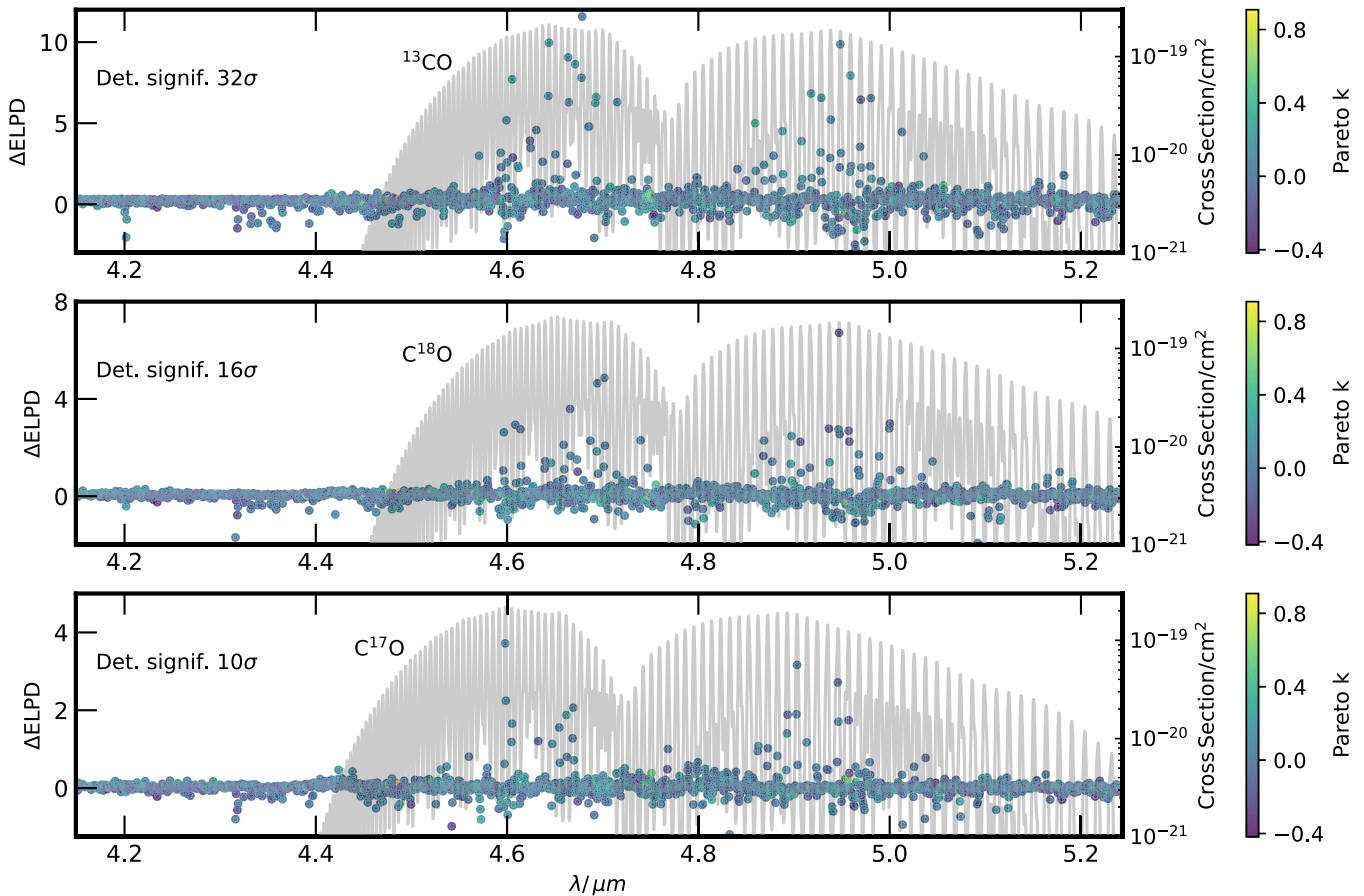 10
5
0
ΔELPD
Det. signif. 32σ
¹³CO
10⁻¹⁹
10⁻²⁰
10⁻²¹
Cross Section/cm²
0.8
0.4
0.0
−0.4
Pareto k
4.2 4.4 4.6 4.8 5.0 5.2
8
4
0
ΔELPD
Det. signif. 16σ
C¹⁸O
10⁻¹⁹
10⁻²⁰
10⁻²¹
Cross Section/cm²
0.8
0.4
0.0
−0.4
Pareto k
4.2 4.4 4.6 4.8 5.0 5.2
4
2
0
ΔELPD
Det. signif. 10σ
C¹⁷O
10⁻¹⁹
10⁻²⁰
10⁻²¹
Cross Section/cm²
0.8
0.4
0.0
−0.4
Pareto k
4.2 4.4 4.6 4.8 5.0 5.2
λ/μm